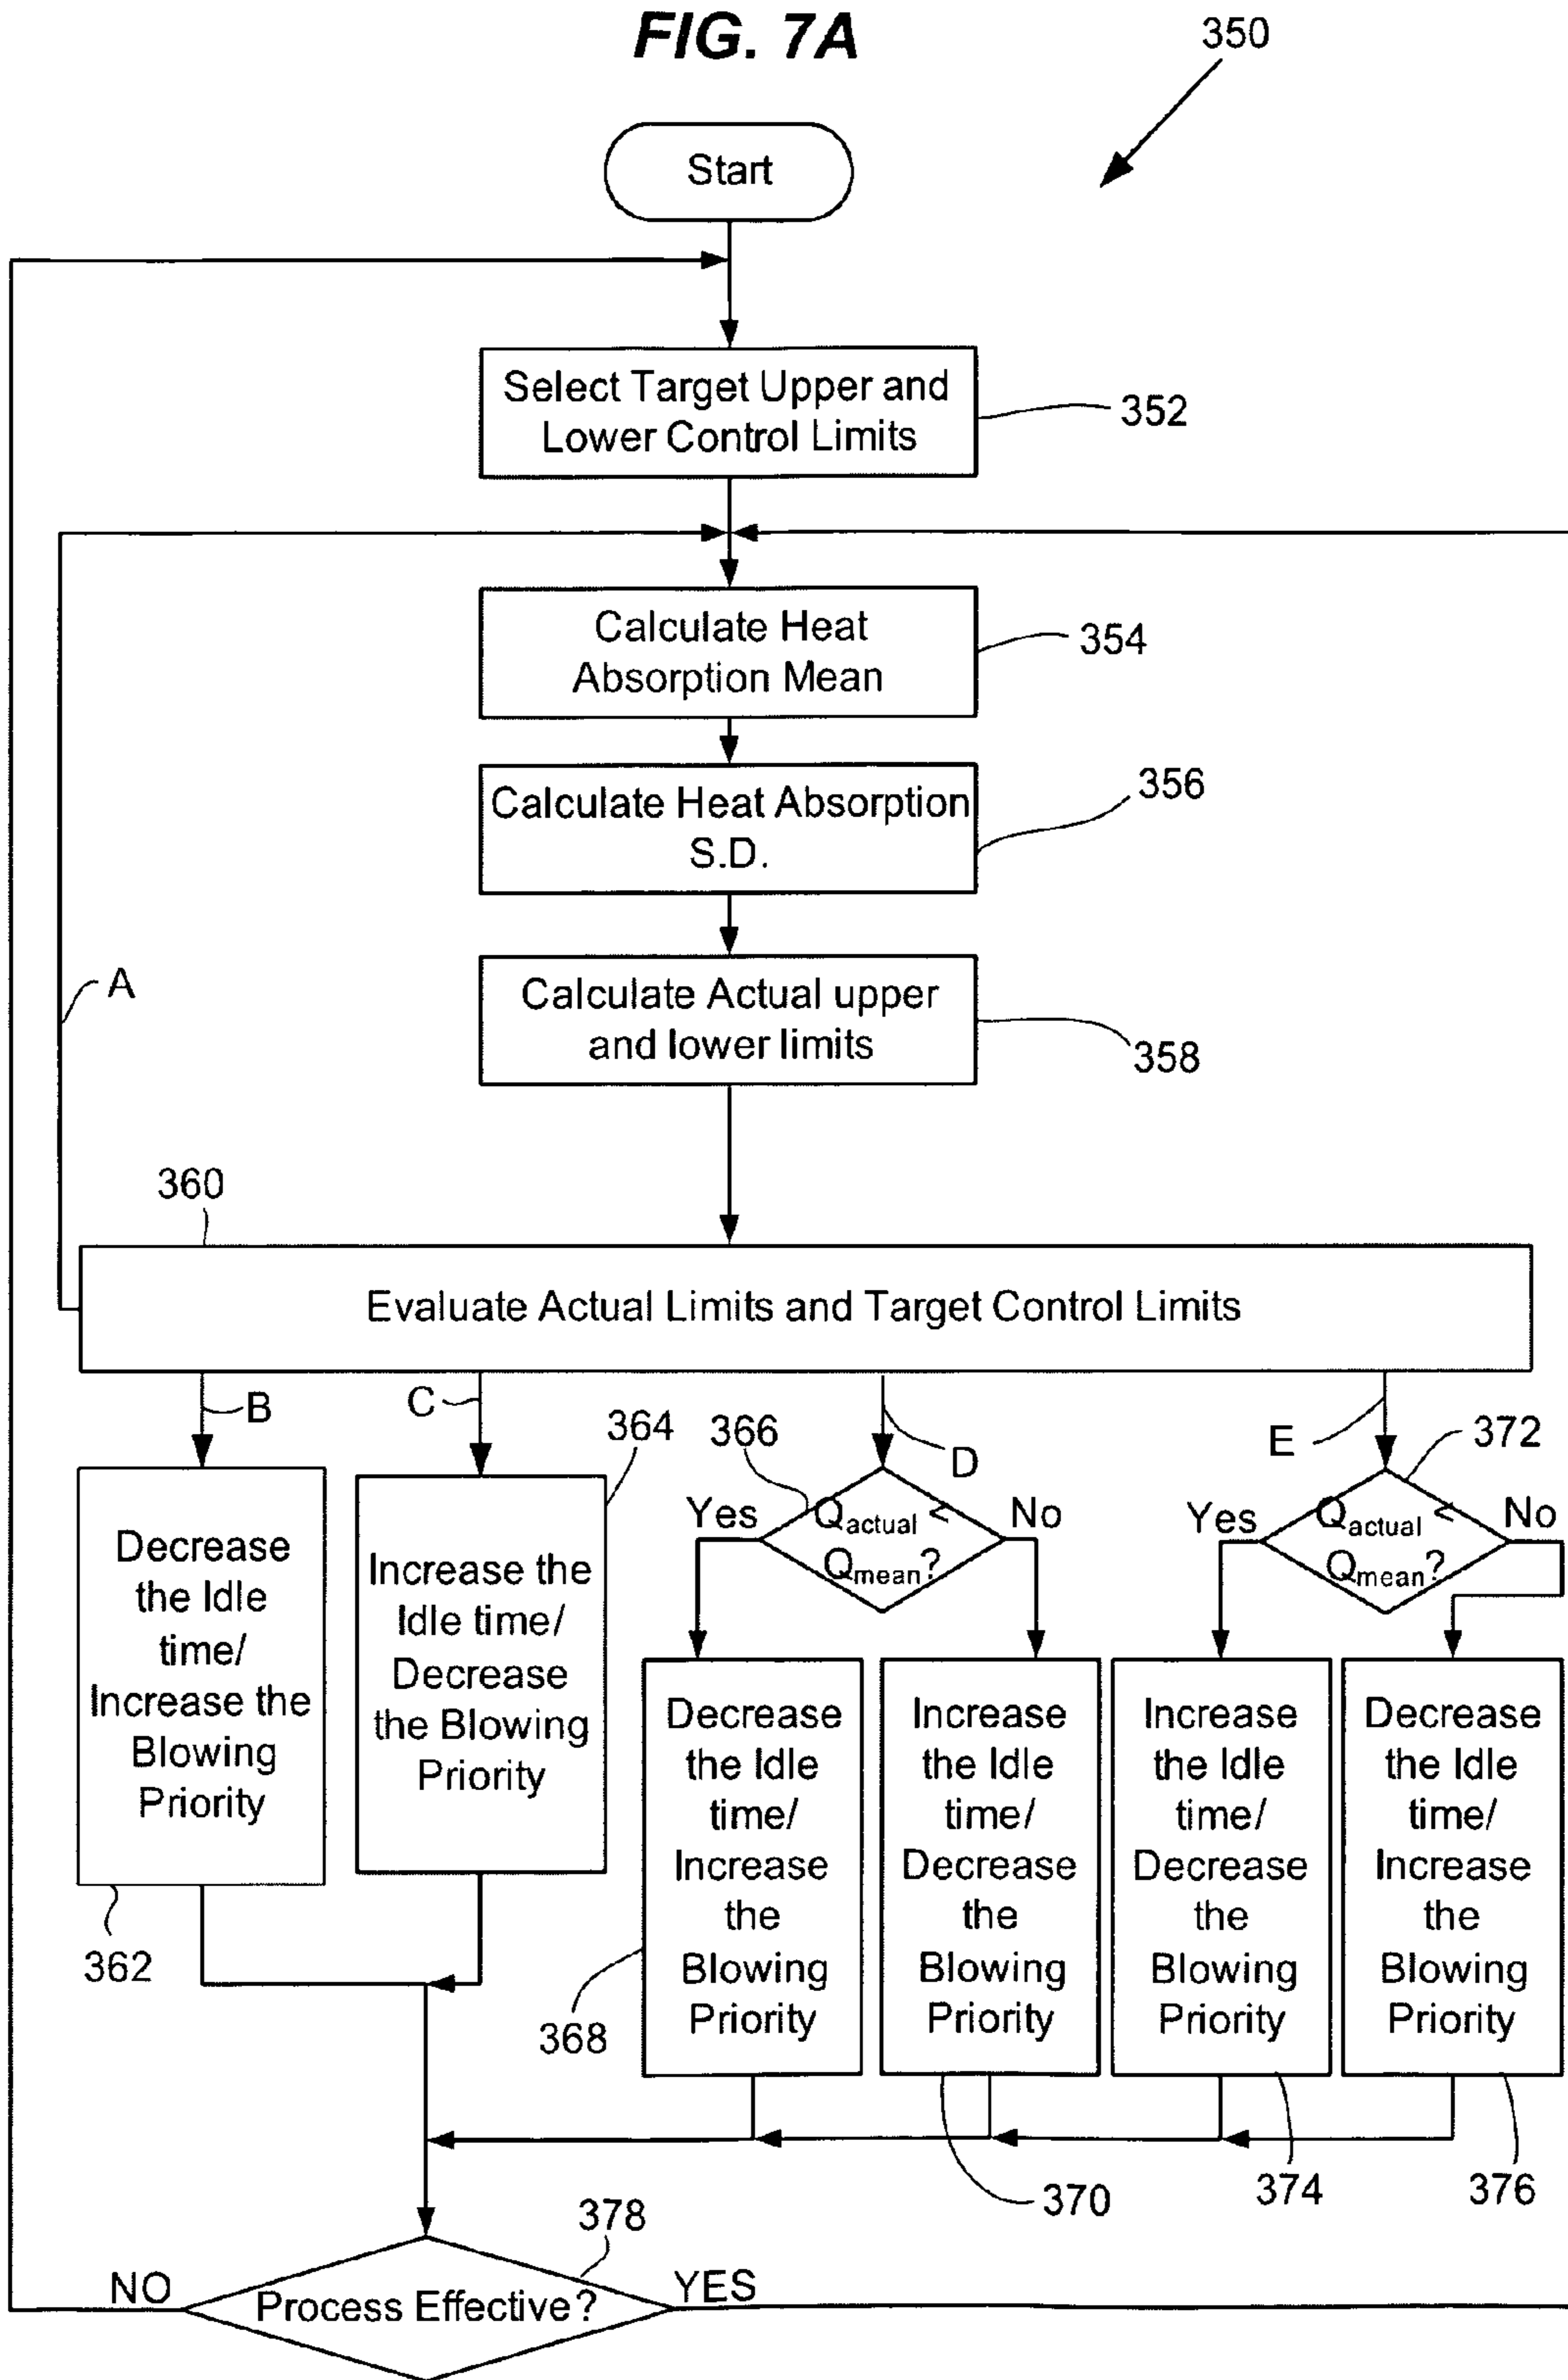 FIG. 7A
350
Start
Select Target Upper and
Lower Control Limits
352
Calculate Heat
Absorption Mean
354
Calculate Heat Absorption
S.D.
356
Calculate Actual upper
and lower limits
358
A
360
Evaluate Actual Limits and Target Control Limits
B
C
D
E
364
366
372
Decrease
the Idle
time/
Increase the
Blowing
Priority
362
Increase the
Idle time/
Decrease
the Blowing
Priority
Yes
Qactual <
Qmean?
No
Yes
Qactual <
Qmean?
No
Decrease
the Idle
time/
Increase
the
Blowing
Priority
368
Increase
the Idle
time/
Decrease
the
Blowing
Priority
370
Increase
the Idle
time/
Decrease
the
Blowing
Priority
374
Decrease
the Idle
time/
Increase
the
Blowing
Priority
376
378
NO
Process Effective?
YES